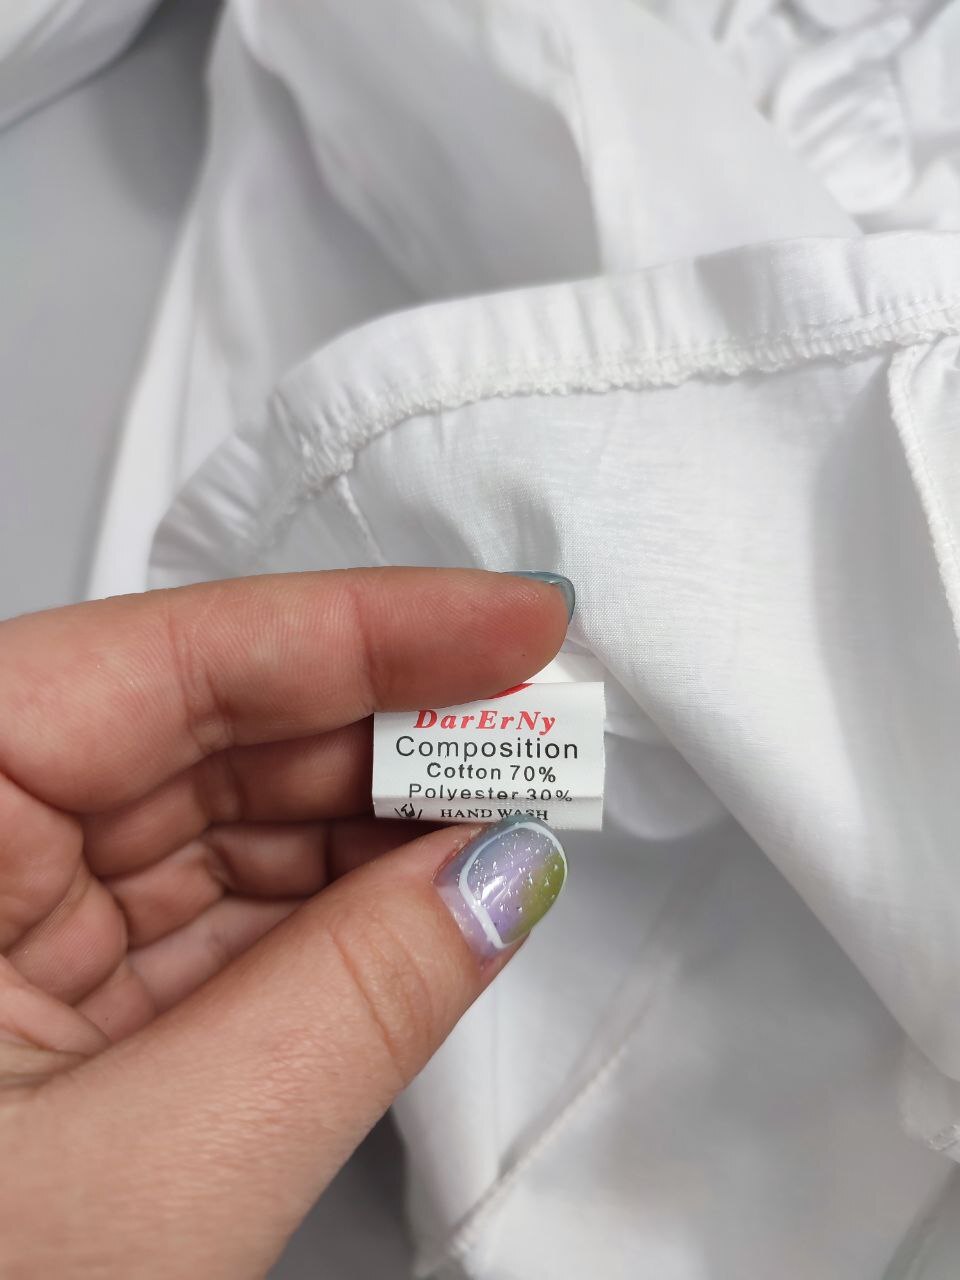 DarErNy
Composition
Cotton 70%
Polyester 30%
HAND WASH